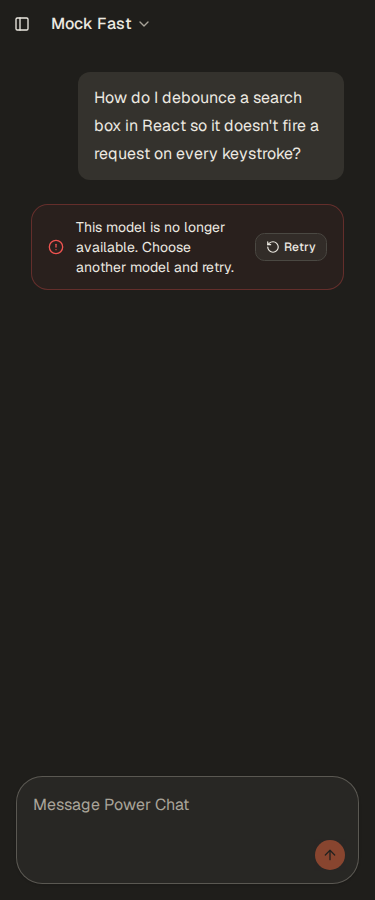 Mock Fast
How do I debounce a search
box in React so it doesn't fire a
request on every keystroke?
This model is no longer
available. Choose
another model and retry.
Retry
Message Power Chat